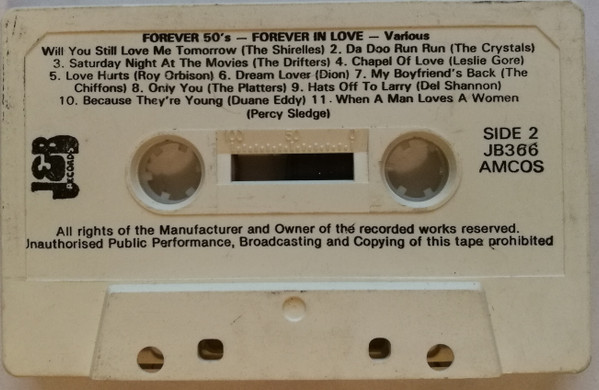 FOREVER 50's — FOREVER IN LOVE — Various
Will You Still Love Me Tomorrow (The Shirelles) 2. Da Doo Run Run (The Crystals)
3. Saturday Night At The Movies (The Drifters) 4. Chapel Of Love (Leslie Gore)
5. Love Hurts (Roy Orbison) 6. Dream Lover (Dion) 7. My Boyfriend's Back (The
Chiffons) 8. Only You (The Platters) 9. Hats Off To Larry (Del Shannon)
10. Because They're Young (Duane Eddy) 11. When A Man Loves A Women
(Percy Sledge)
100 50 0
J&B
RECORDS
SIDE 2
JB366
AMCOS
All rights of the Manufacturer and Owner of the recorded works reserved.
Unauthorised Public Performance, Broadcasting and Copying of this tape prohibited